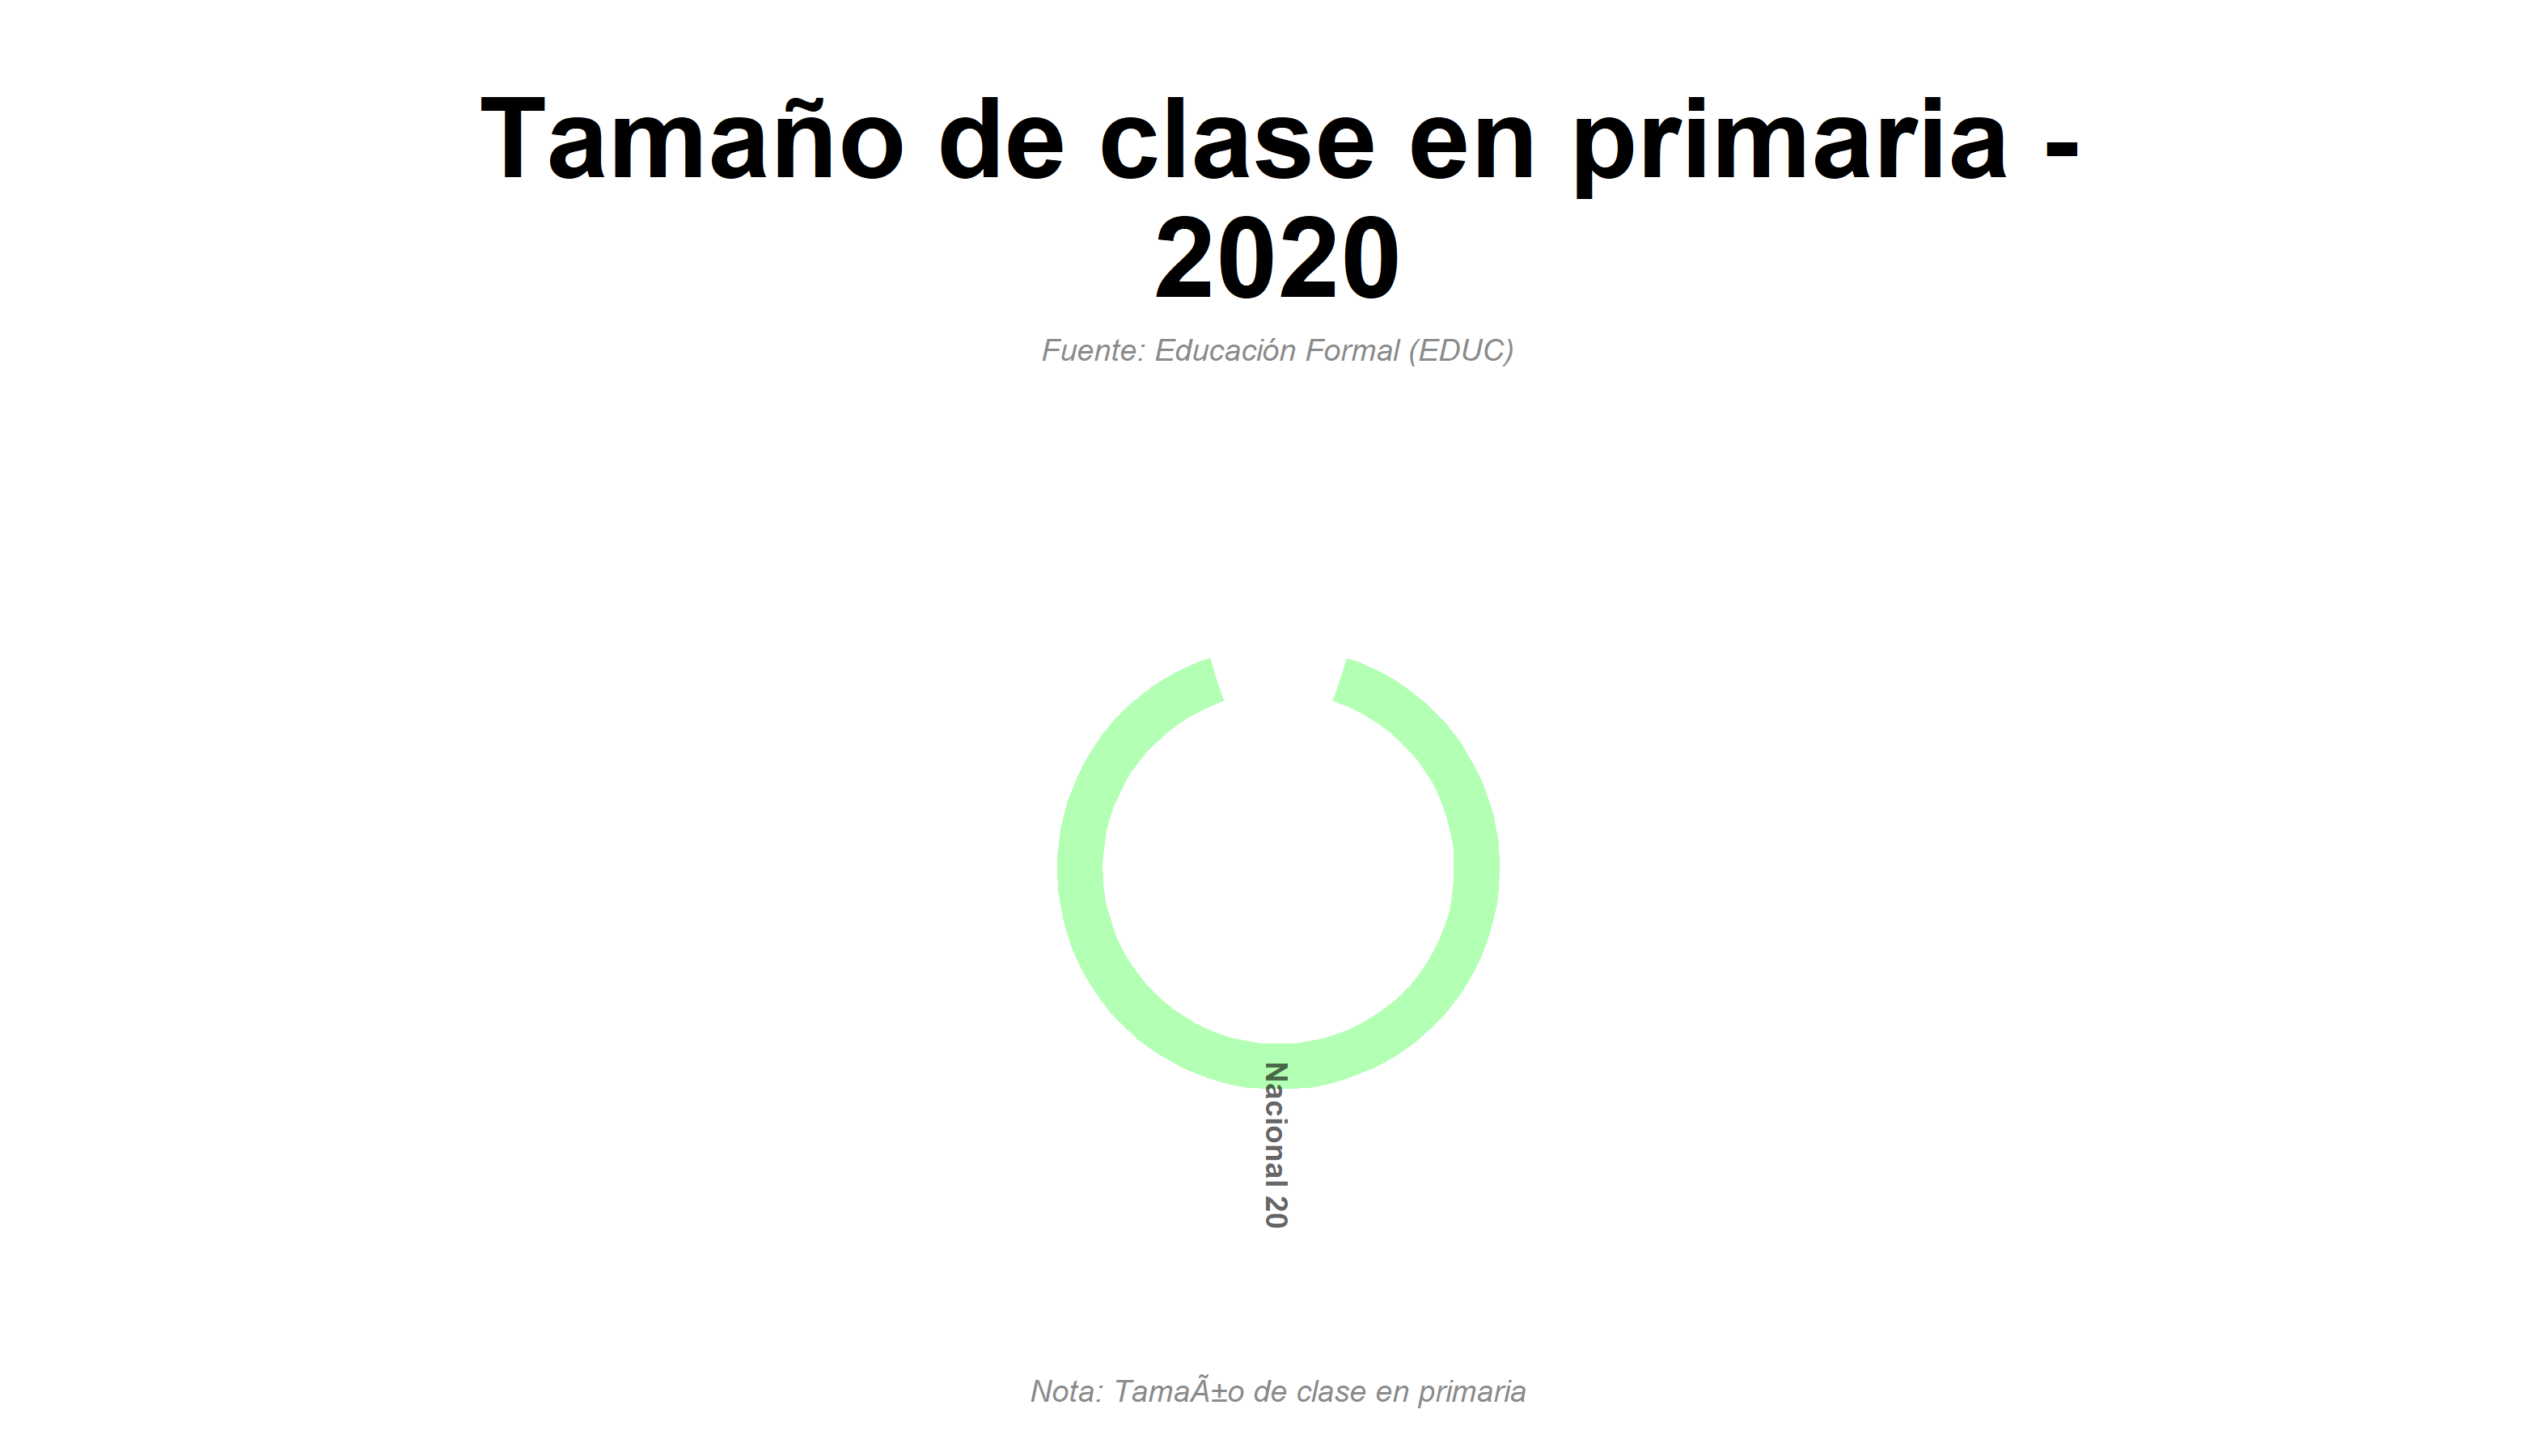 Tamaño de clase en primaria -
2020
Fuente: Educación Formal (EDUC)
Nacional 20
Nota: TamaÃ±o de clase en primaria